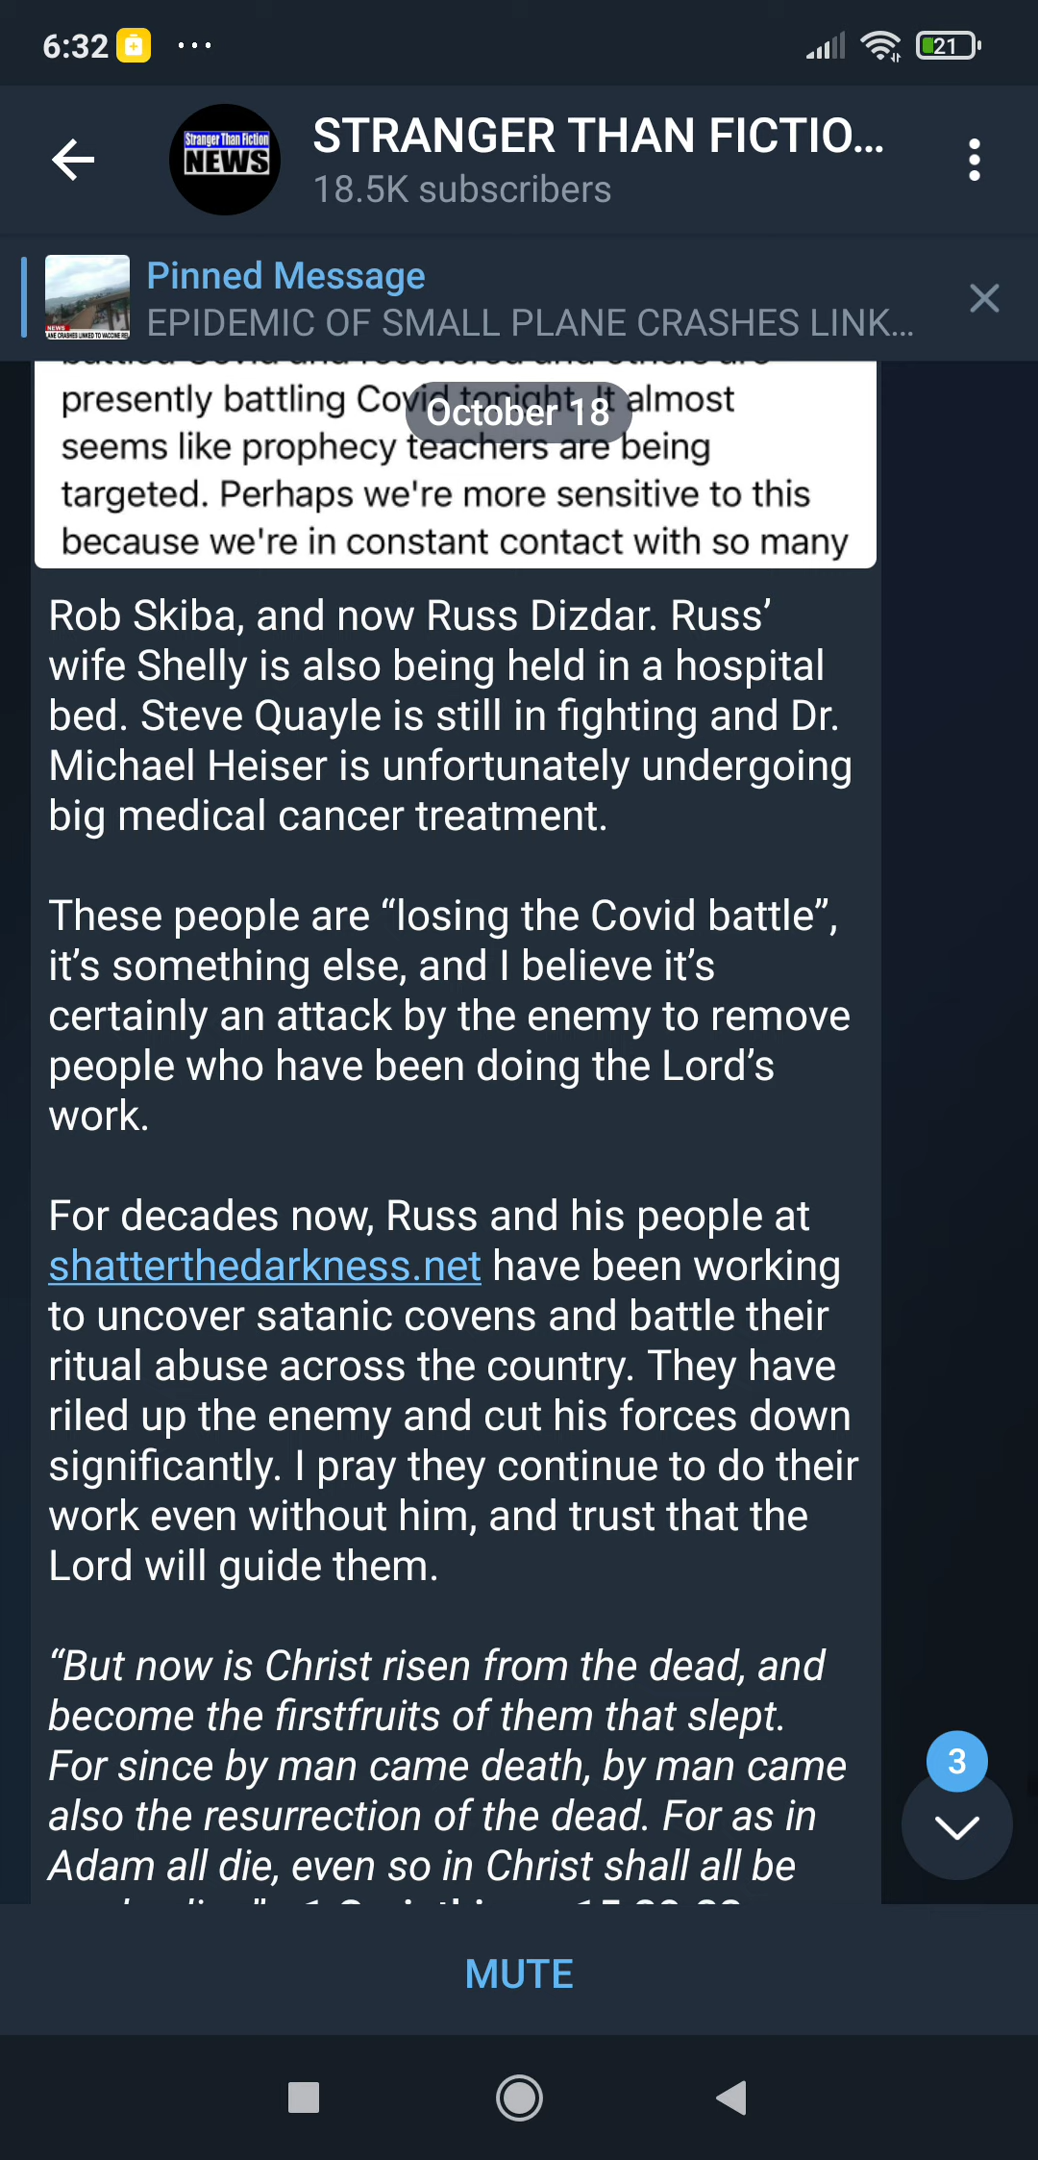 6:32
21
Stranger Than Fiction
NEWS
STRANGER THAN FICTIO...
18.5K subscribers
Pinned Message
EPIDEMIC OF SMALL PLANE CRASHES LINK...
NEWS
October 18
presently battling Covid tonight. It almost
seems like prophecy teachers are being
targeted. Perhaps we're more sensitive to this
because we're in constant contact with so many
Rob Skiba, and now Russ Dizdar. Russ’
wife Shelly is also being held in a hospital
bed. Steve Quayle is still in fighting and Dr.
Michael Heiser is unfortunately undergoing
big medical cancer treatment.
These people are “losing the Covid battle”,
it’s something else, and I believe it’s
certainly an attack by the enemy to remove
people who have been doing the Lord’s
work.
For decades now, Russ and his people at
shatterthedarkness.net have been working
to uncover satanic covens and battle their
ritual abuse across the country. They have
riled up the enemy and cut his forces down
significantly. I pray they continue to do their
work even without him, and trust that the
Lord will guide them.
“But now is Christ risen from the dead, and
become the firstfruits of them that slept.
For since by man came death, by man came
also the resurrection of the dead. For as in
Adam all die, even so in Christ shall all be
3
MUTE